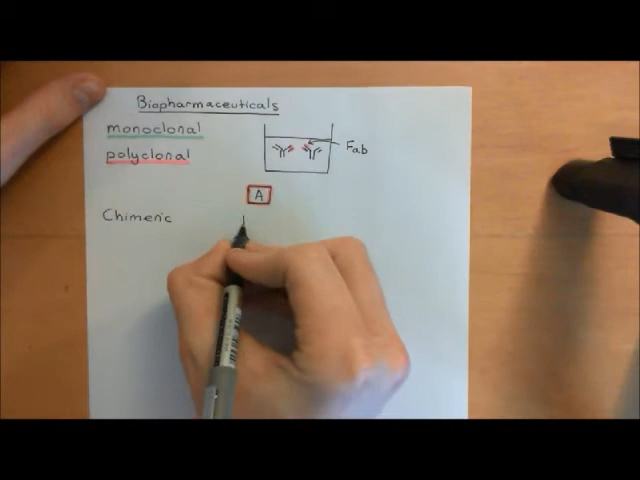 Biopharmaceuticals
monoclonal
polyclonal
Fab
A
Chimeric